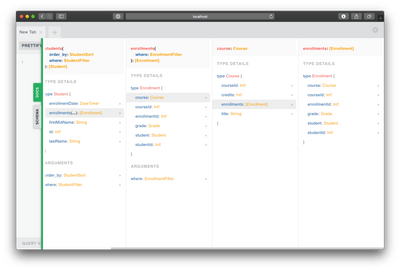 localhost
New Tab
PRETTIFY
DOCS
SCHEMA
QUERY V
students(
order_by: StudentSort
where: StudentFilter
): [Student]
TYPE DETAILS
type Student {
enrollmentDate: DateTime!
enrollments(...): [Enrollment]
firstMidName: String
id: Int!
lastName: String
}
ARGUMENTS
order_by: StudentSort
where: StudentFilter
enrollments(
where: EnrollmentFilter
): [Enrollment]
TYPE DETAILS
type Enrollment {
course: Course
courseId: Int!
enrollmentId: Int!
grade: Grade
student: Student
studentId: Int!
}
ARGUMENTS
where: EnrollmentFilter
course: Course
TYPE DETAILS
type Course {
courseId: Int!
credits: Int!
enrollments: [Enrollment]
title: String
}
enrollments: [Enrollment]
TYPE DETAILS
type Enrollment {
course: Course
courseId: Int!
enrollmentId: Int!
grade: Grade
student: Student
studentId: Int!
}